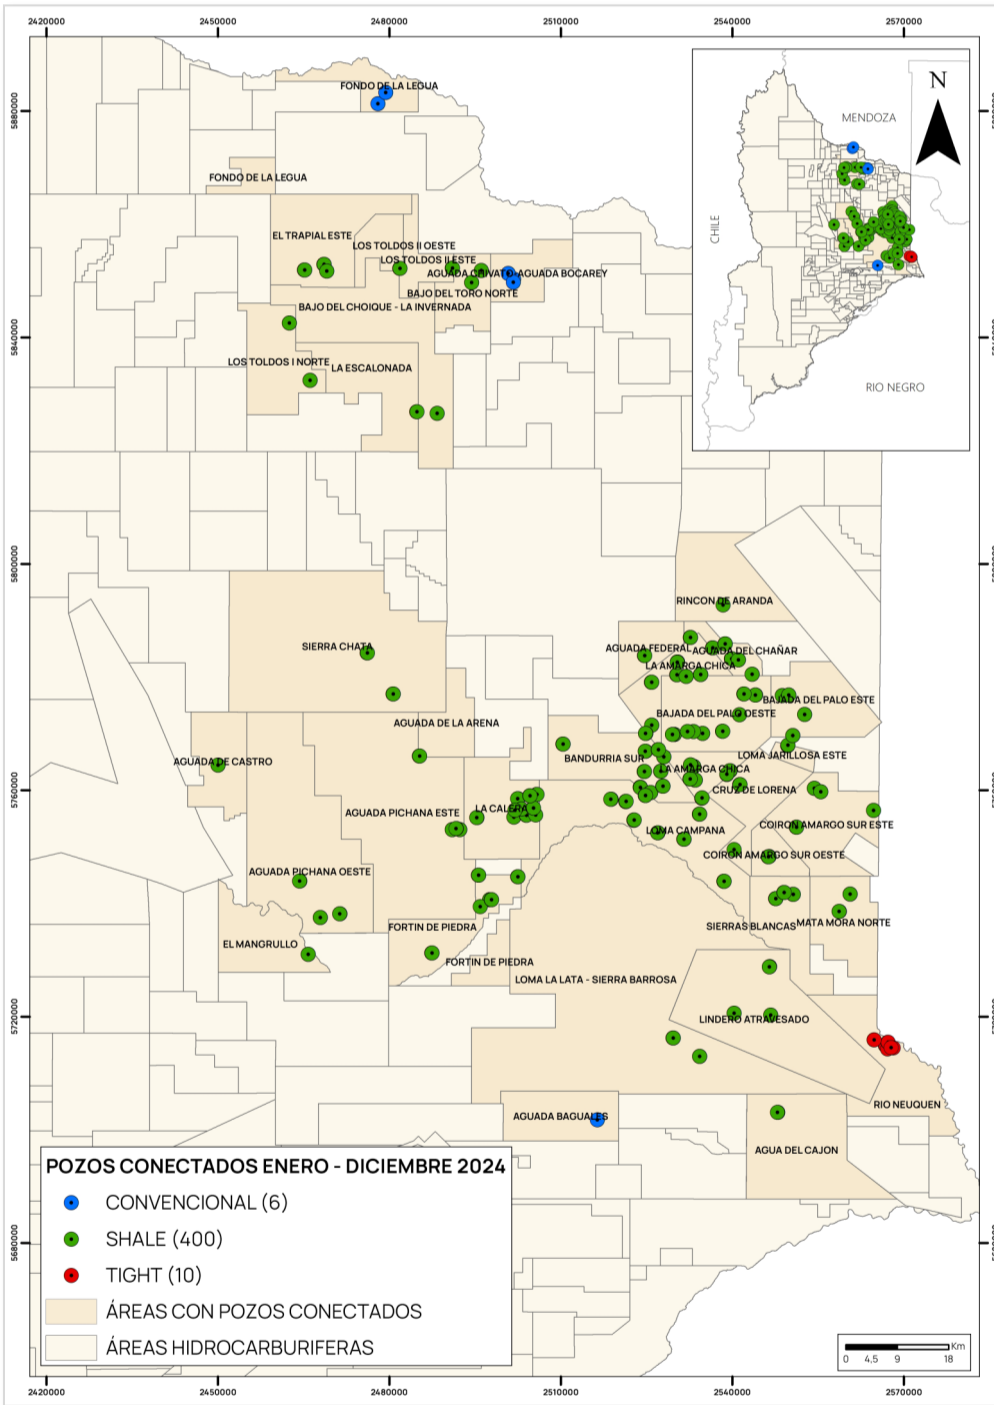 2420000
2450000
2480000
2510000
2540000
2570000
5880000
5840000
5800000
5760000
5720000
5680000
N
MENDOZA
CHILE
RIO NEGRO
FONDO DE LA LEGUA
FONDO DE LA LEGUA
EL TRAPIAL ESTE
LOS TOLDOS II OESTE
LOS TOLDOS II ESTE
AGUADA CHIVATO-AGUADA BOCAREY
BAJO DEL TORO NORTE
BAJO DEL CHOIQUE - LA INVERNADA
LOS TOLDOS I NORTE
LA ESCALONADA
RINCON DE ARANDA
SIERRA CHATA
AGUADA FEDERAL
AGUADA DEL CHAÑAR
LA AMARGA CHICA
BAJADA DEL PALO ESTE
BAJADA DEL PALO OESTE
AGUADA DE LA ARENA
BANDURRIA SUR
LOMA JARILLOSA ESTE
AGUADA DE CASTRO
LA AMARGA CHICA
CRUZ DE LORENA
LA CALERA
AGUADA PICHANA ESTE
COIRON AMARGO SUR ESTE
LOMA CAMPANA
COIRON AMARGO SUR OESTE
AGUADA PICHANA OESTE
SIERRAS BLANCAS
MATA MORA NORTE
FORTIN DE PIEDRA
EL MANGRULLO
FORTIN DE PIEDRA
LOMA LA LATA - SIERRA BARROSA
LINDERO ATRAVESADO
RIO NEUQUEN
AGUADA BAGUALES
AGUA DEL CAJON
POZOS CONECTADOS ENERO - DICIEMBRE 2024
CONVENCIONAL (6)
SHALE (400)
TIGHT (10)
ÁREAS CON POZOS CONECTADOS
ÁREAS HIDROCARBURIFERAS
Km
0 4,5 9 18
2420000
2450000
2480000
2510000
2540000
2570000